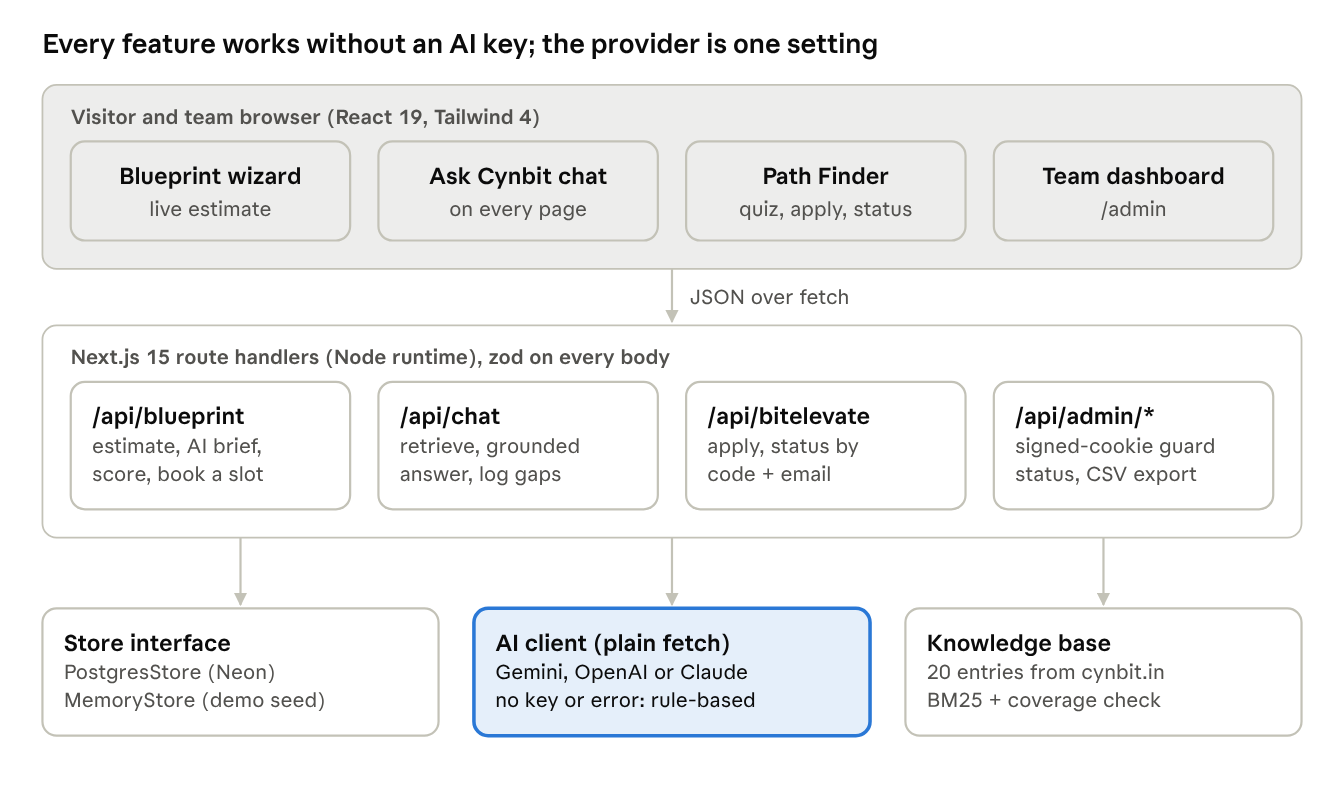 Every feature works without an AI key; the provider is one setting
Visitor and team browser (React 19, Tailwind 4)
Blueprint wizard
live estimate
Ask Cynbit chat
on every page
Path Finder
quiz, apply, status
Team dashboard
/admin
JSON over fetch
Next.js 15 route handlers (Node runtime), zod on every body
/api/blueprint
estimate, AI brief,
score, book a slot
/api/chat
retrieve, grounded
answer, log gaps
/api/bitelevate
apply, status by
code + email
/api/admin/*
signed-cookie guard
status, CSV export
Store interface
PostgresStore (Neon)
MemoryStore (demo seed)
AI client (plain fetch)
Gemini, OpenAI or Claude
no key or error: rule-based
Knowledge base
20 entries from cynbit.in
BM25 + coverage check